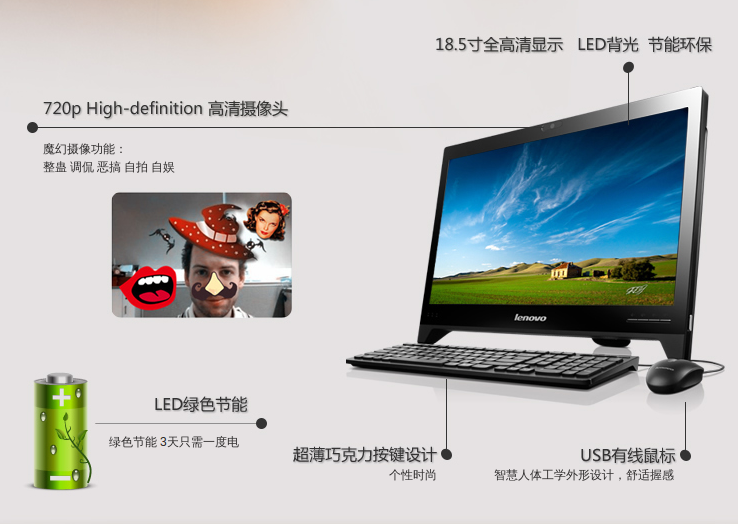 18.5寸全高清显示 LED背光 节能环保
720p High-definition 高清摄像头
魔幻摄像功能：
整蛊 调侃 恶搞 自拍 自娱
lenovo
LED绿色节能
绿色节能 3天只需一度电
超薄巧克力按键设计
个性时尚
USB有线鼠标
智慧人体工学外形设计，舒适握感